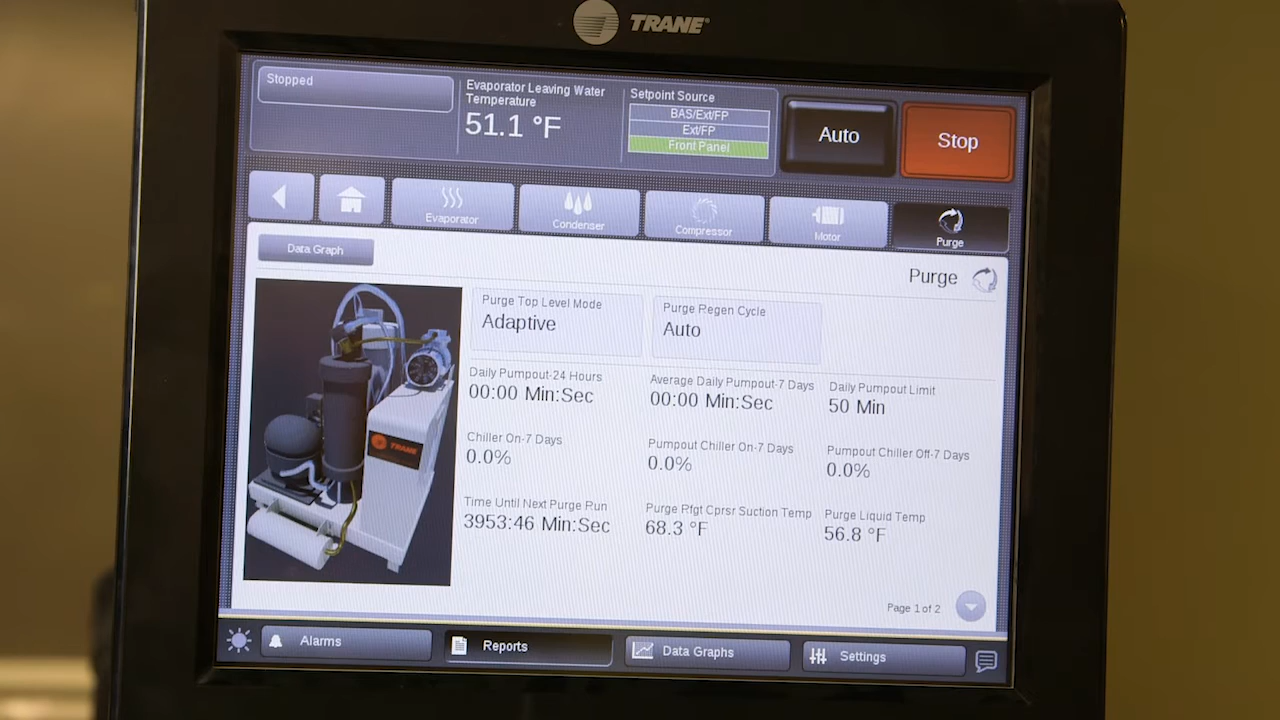 TRANE
Stopped
Evaporator Leaving Water
Temperature
51.1 °F
Setpoint Source
BAS/Ext/FP
Ext/FP
Front Panel
Auto
Stop
Evaporator
Condenser
Compressor
Motor
Purge
Data Graph
Purge
Purge Top Level Mode
Adaptive
Purge Regen Cycle
Auto
Daily Pumpout-24 Hours
00:00 Min:Sec
Average Daily Pumpout-7 Days
00:00 Min:Sec
Daily Pumpout Limit
50 Min
Chiller On-7 Days
0.0%
Pumpout Chiller On-7 Days
0.0%
Pumpout Chiller Off-7 Days
0.0%
Time Until Next Purge Run
3953:46 Min:Sec
Purge Rfgt Cprsr Suction Temp
68.3 °F
Purge Liquid Temp
56.8 °F
TRANE
Page 1 of 2
Alarms
Reports
Data Graphs
Settings